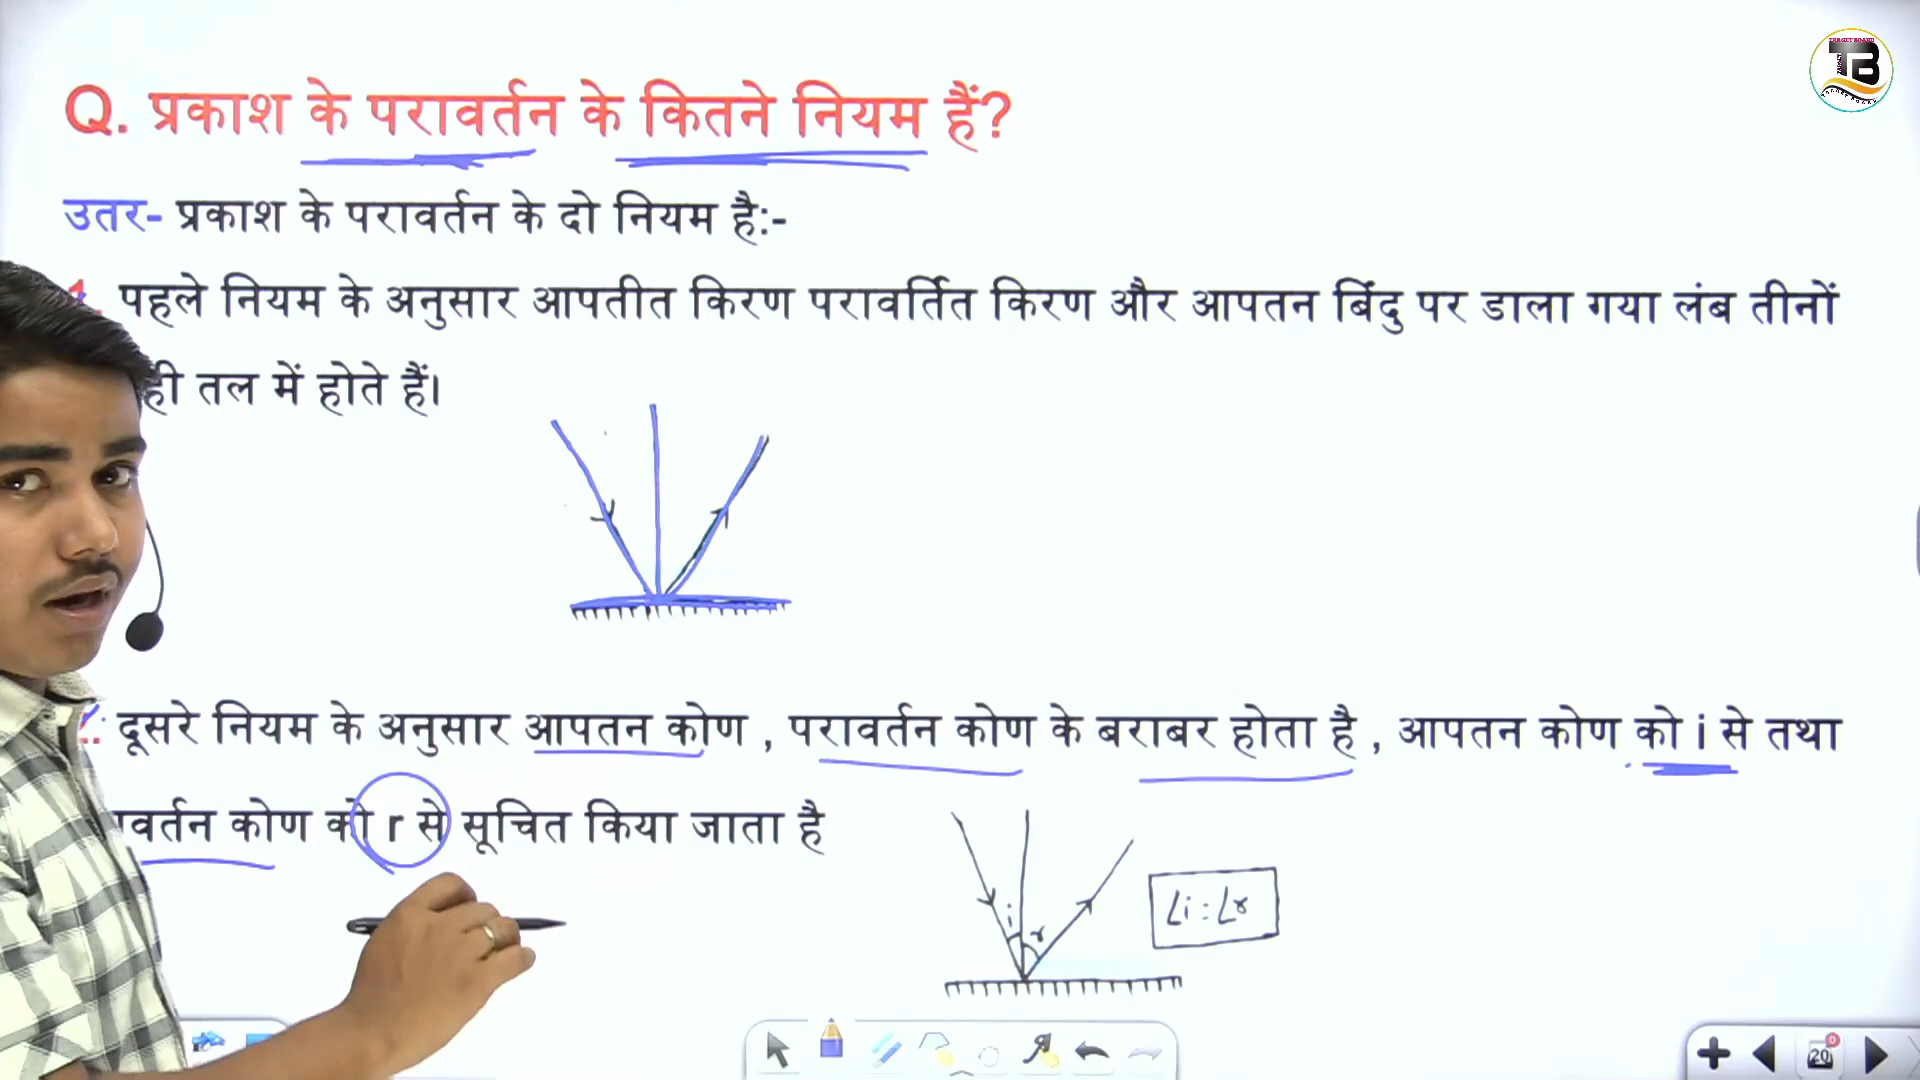 Q. प्रकाश के परावर्तन के कितने नियम हैं?
उतर- प्रकाश के परावर्तन के दो नियम है:-
पहले नियम के अनुसार आपतीत किरण परावर्तित किरण और आपतन बिंदु पर डाला गया लंब तीनों
ही तल में होते हैं।
दूसरे नियम के अनुसार आपतन कोण , परावर्तन कोण के बराबर होता है , आपतन कोण को i से तथा
वर्तन कोण को r से सूचित किया जाता है
i r
∠i : ∠r
TB
20